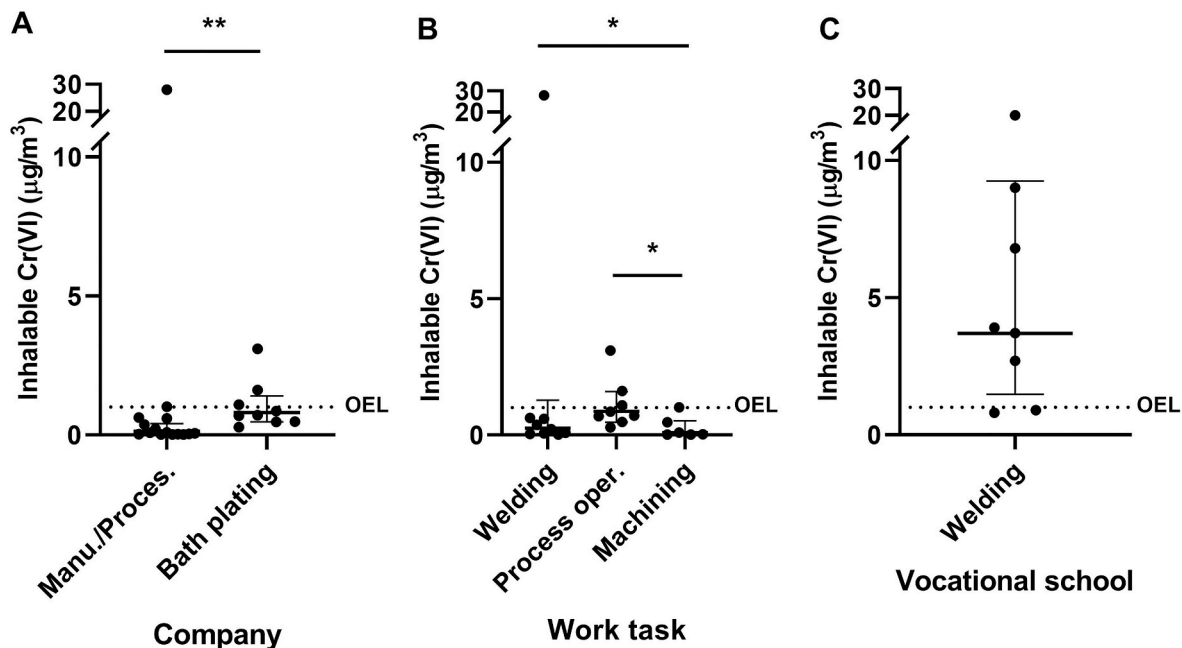 A
**
Inhalable Cr(VI) (μg/m³)
30
20
10
5
0
OEL
Manu./Proces.
Bath plating
Company
B
*
*
Inhalable Cr(VI) (μg/m³)
30
20
10
5
0
OEL
Welding
Process oper.
Machining
Work task
C
Inhalable Cr(VI) (μg/m³)
30
20
10
5
0
OEL
Welding
Vocational school